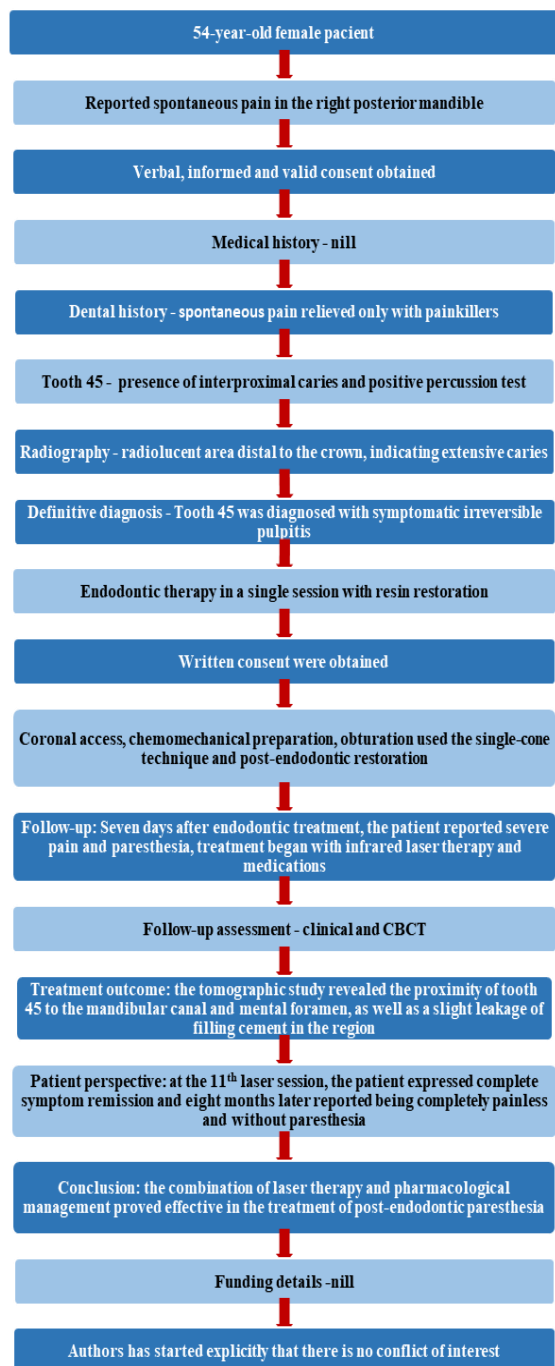 54-year-old female pacient
Reported spontaneous pain in the right posterior mandible
Verbal, informed and valid consent obtained
Medical history - nill
Dental history - spontaneous pain relieved only with painkillers
Tooth 45 - presence of interproximal caries and positive percussion test
Radiography - radiolucent area distal to the crown, indicating extensive caries
Definitive diagnosis - Tooth 45 was diagnosed with symptomatic irreversible
pulpitis
Endodontic therapy in a single session with resin restoration
Written consent were obtained
Coronal access, chemomechanical preparation, obturation used the single-cone
technique and post-endodontic restoration
Follow-up: Seven days after endodontic treatment, the patient reported severe
pain and paresthesia, treatment began with infrared laser therapy and
medications
Follow-up assessment - clinical and CBCT
Treatment outcome: the tomographic study revealed the proximity of tooth
45 to the mandibular canal and mental foramen, as well as a slight leakage of
filling cement in the region
Patient perspective: at the 11th laser session, the patient expressed complete
symptom remission and eight months later reported being completely painless
and without paresthesia
Conclusion: the combination of laser therapy and pharmacological
management proved effective in the treatment of post-endodontic paresthesia
Funding details -nill
Authors has started explicitly that there is no conflict of interest